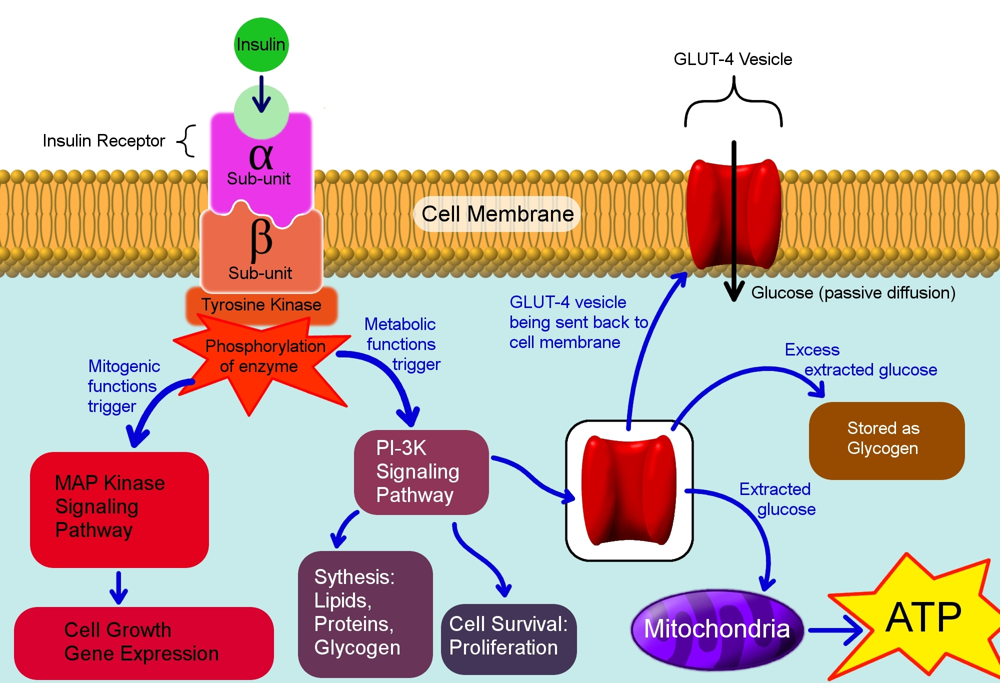 Insulin
GLUT-4 Vesicle
Insulin Receptor
α
Sub-unit
Cell Membrane
β
Sub-unit
Tyrosine Kinase
Glucose (passive diffusion)
GLUT-4 vesicle
being sent back to
cell membrane
Phosphorylation
of enzyme
Metabolic
functions
trigger
Mitogenic
functions
trigger
Excess
extracted glucose
Stored as
Glycogen
PI-3K
Signaling
Pathway
MAP Kinase
Signaling
Pathway
Extracted
glucose
Sythesis:
Lipids,
Proteins,
Glycogen
Cell Survival:
Proliferation
Cell Growth
Gene Expression
Mitochondria
ATP